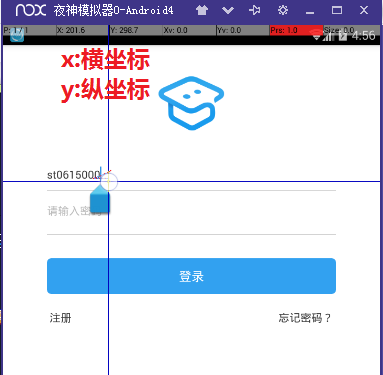 nox 夜神模拟器0-Android4
P: 1 / 1 X: 201.6 Y: 298.7 Xv: 0.0 Yv: 0.0 Prs: 1.0 Size: 0.0
4:56
x:横坐标
y:纵坐标
st0615000
请输入密
登录
注册 忘记密码？